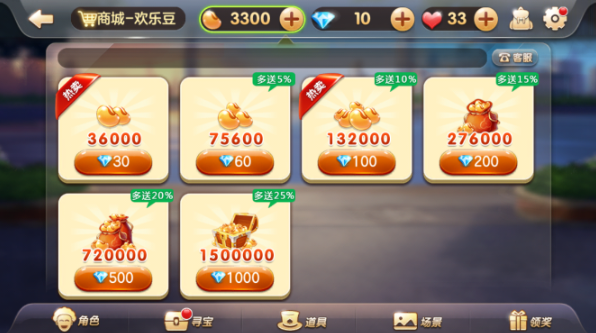 商城-欢乐豆
3300
10
33
客服
热卖
36000
30
多送5%
75600
60
热卖
多送10%
132000
100
多送15%
276000
200
多送20%
720000
500
多送25%
1500000
1000
角色
寻宝
道具
场景
领奖